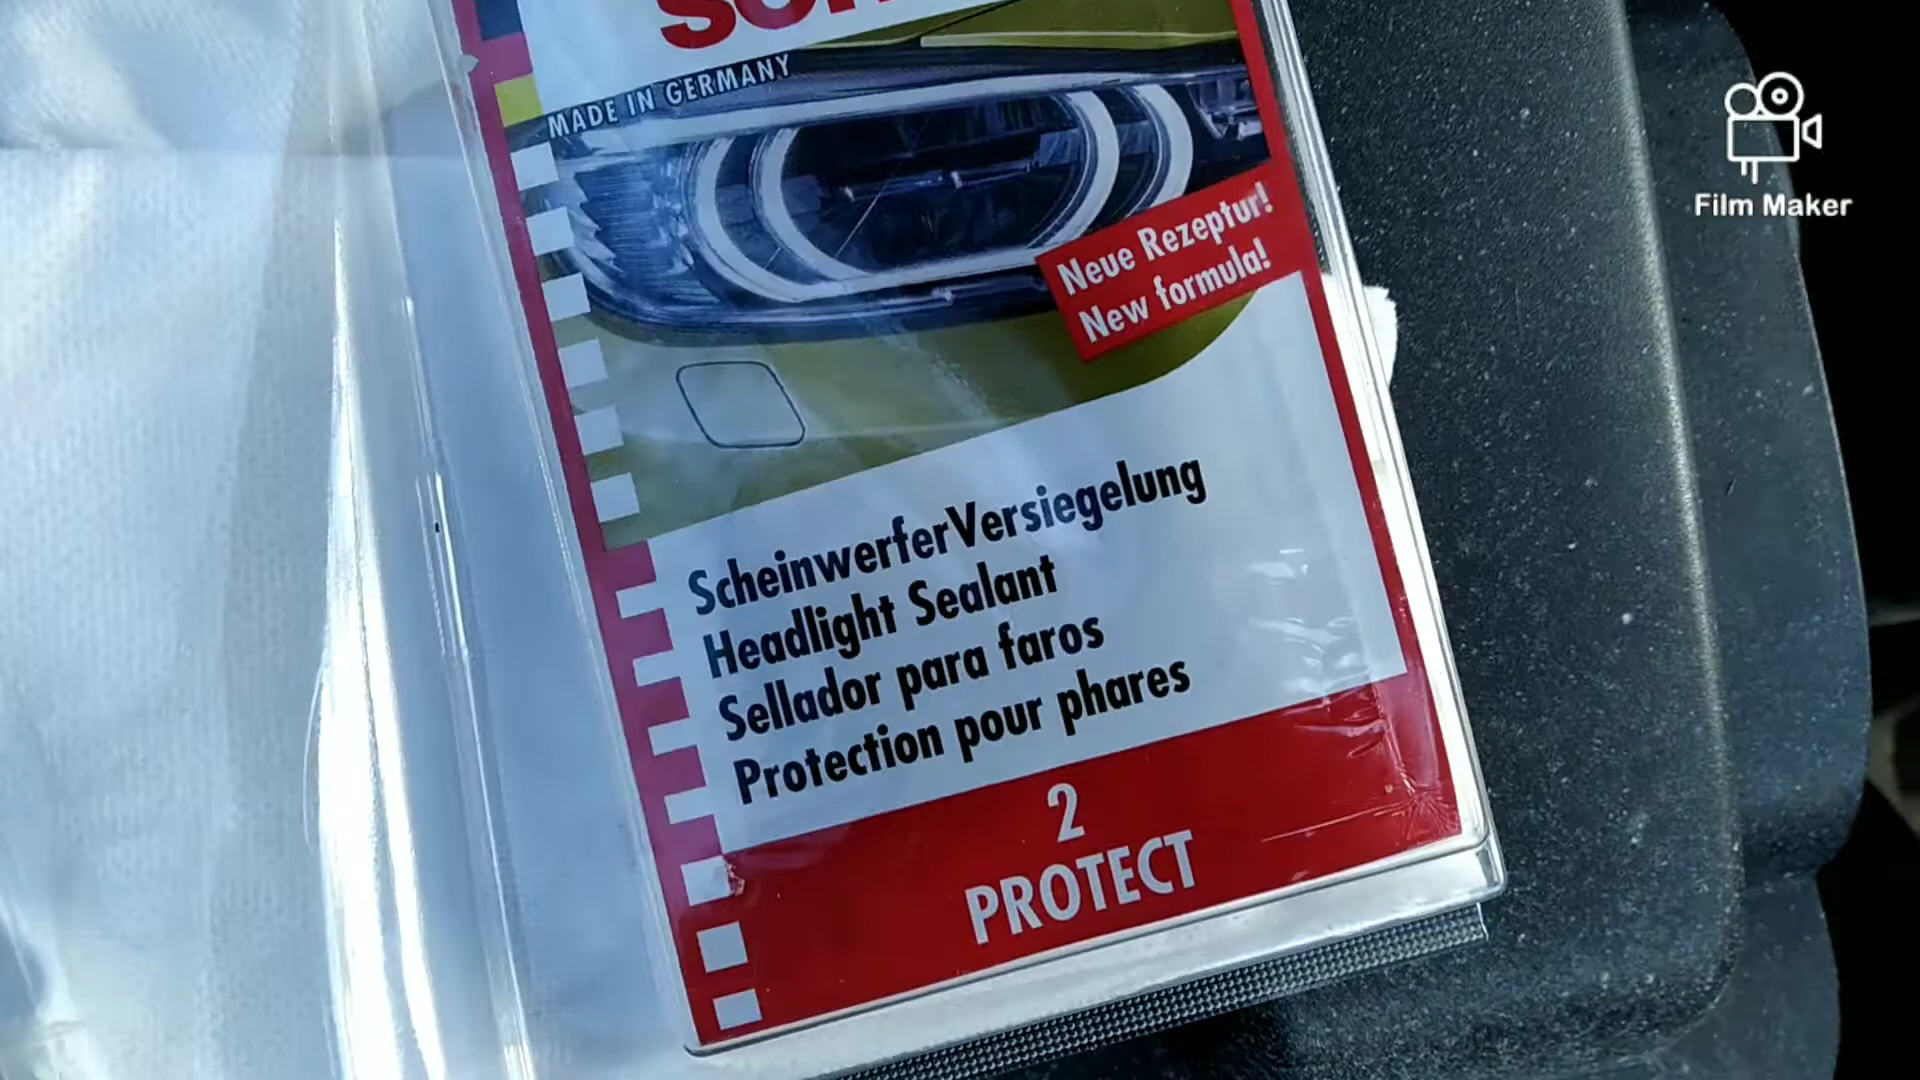 MADE IN GERMANY
Neue Rezeptur!
New formula!
ScheinwerferVersiegelung
Headlight Sealant
Sellador para faros
Protection pour phares
2
PROTECT
Film Maker